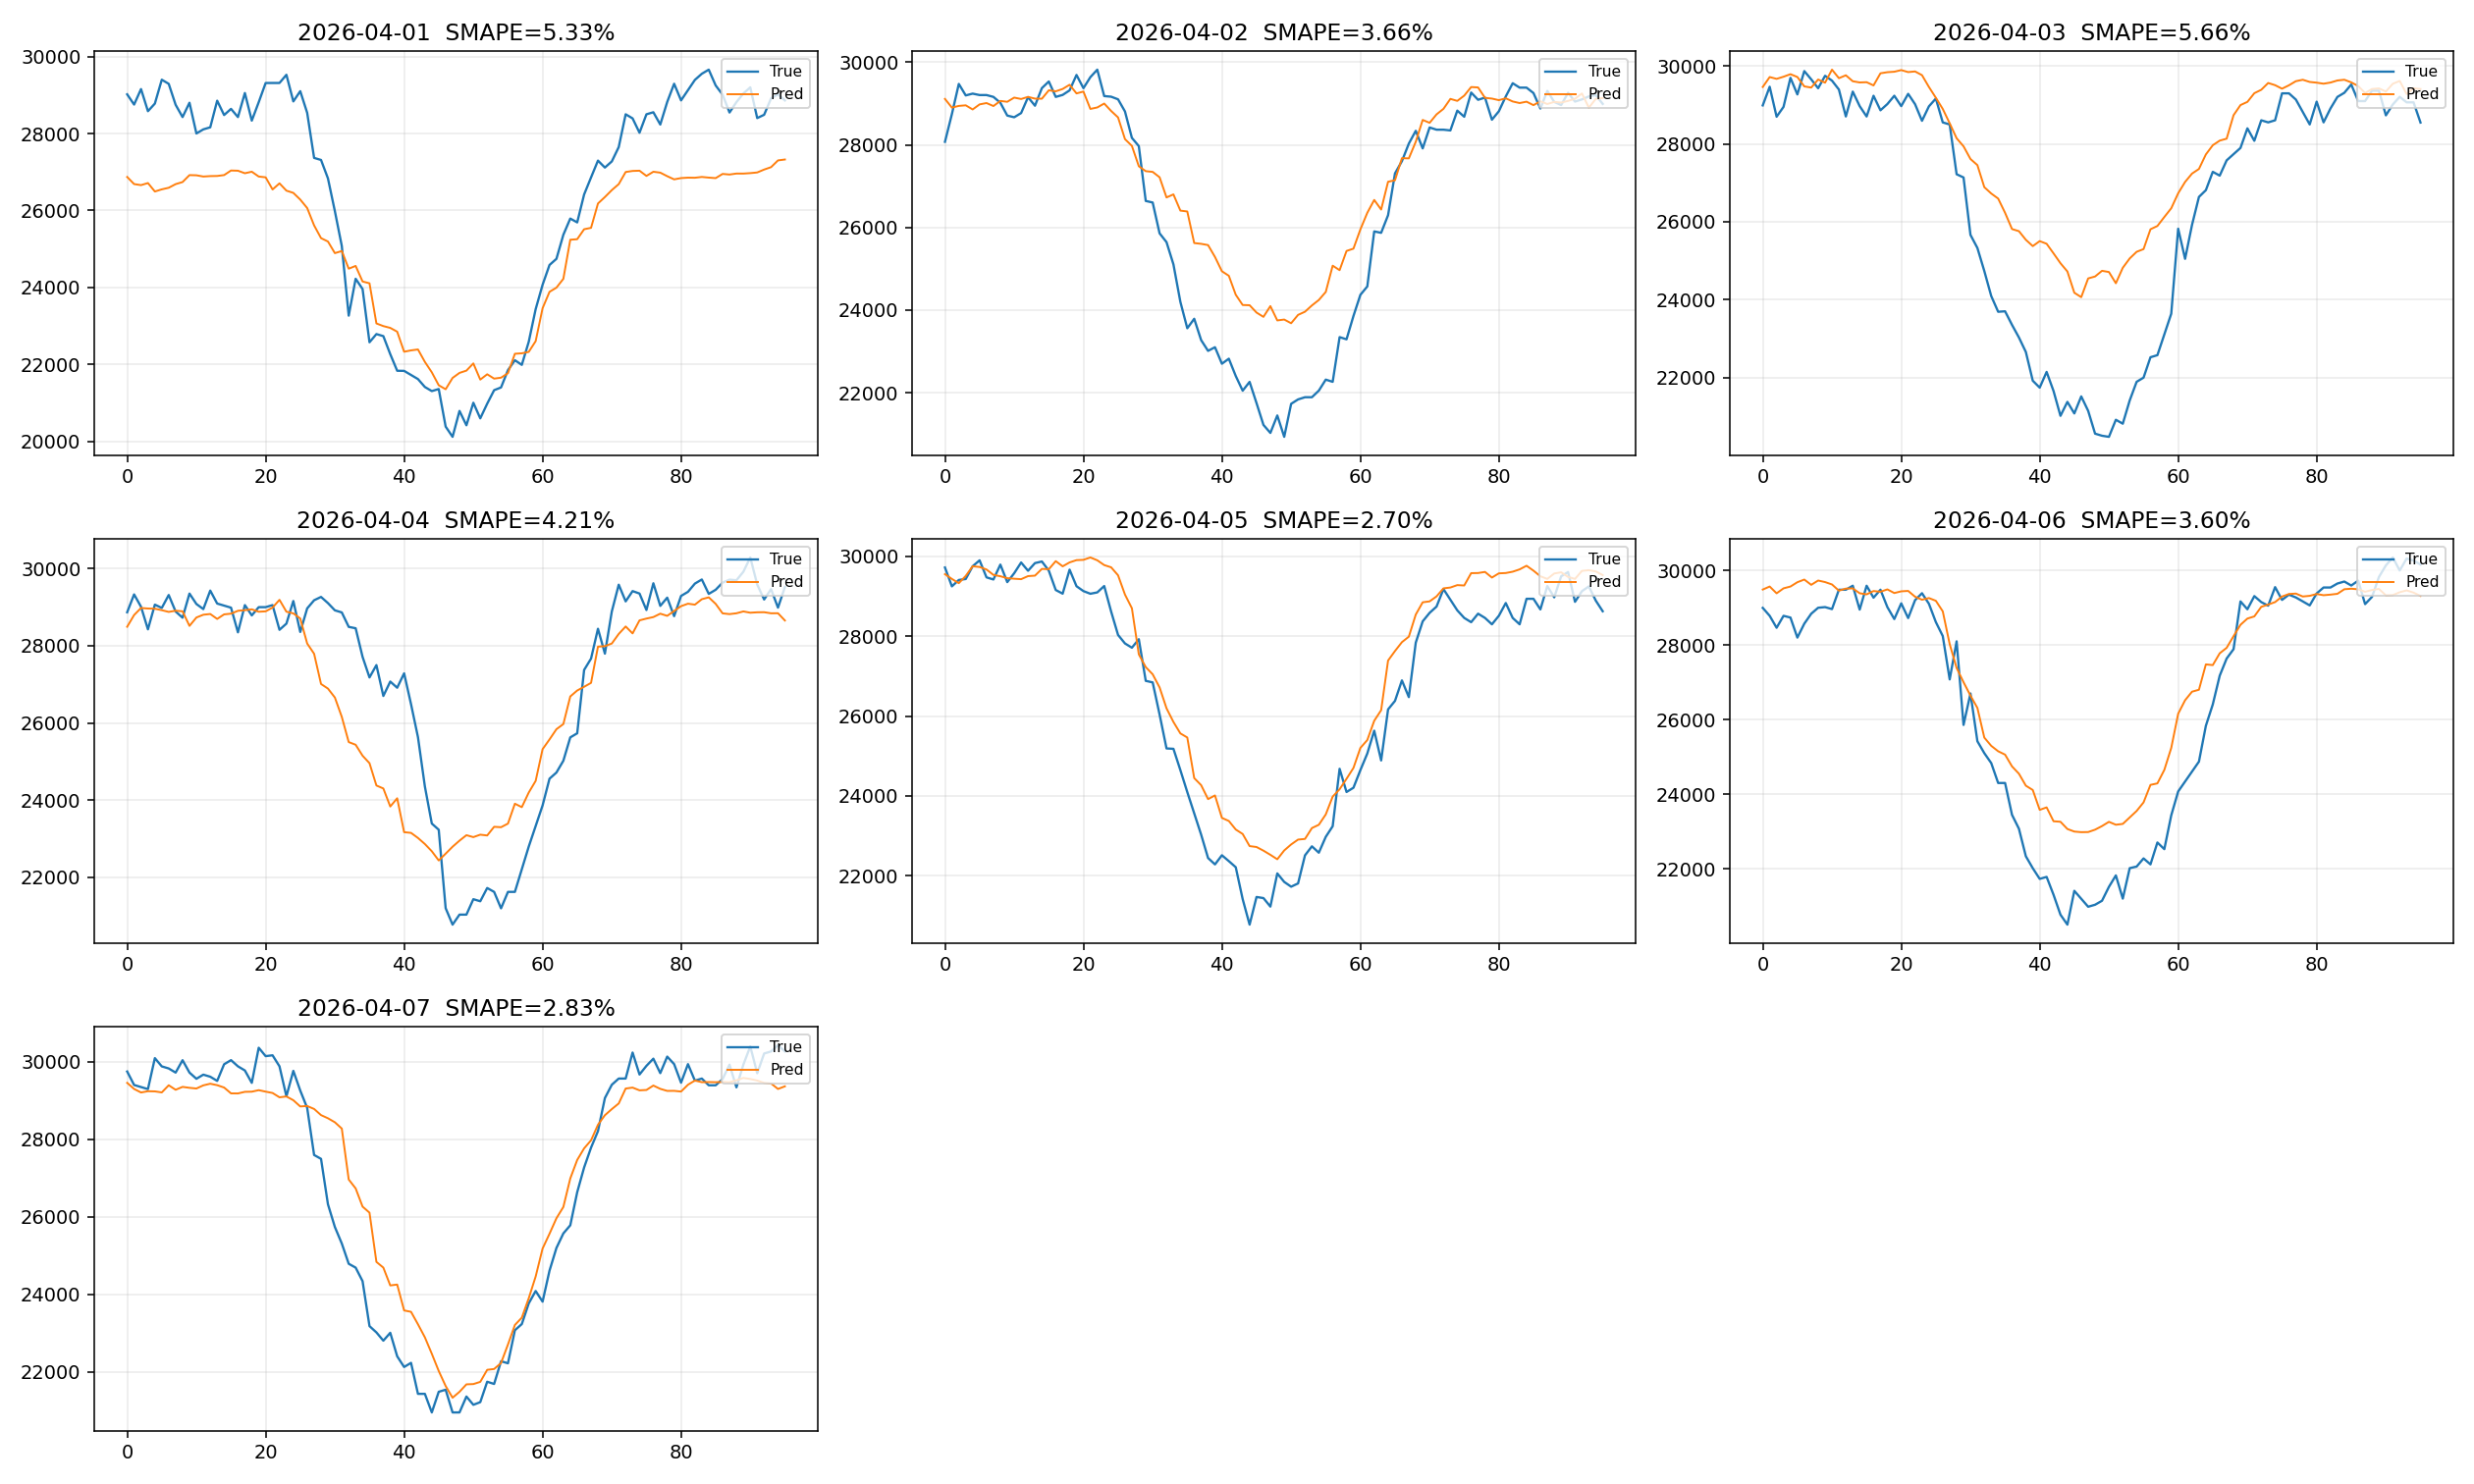 2026-04-01  SMAPE=5.33%
30000
28000
26000
24000
22000
20000
0 20 40 60 80
True
Pred
2026-04-02  SMAPE=3.66%
30000
28000
26000
24000
22000
0 20 40 60 80
True
Pred
2026-04-03  SMAPE=5.66%
30000
28000
26000
24000
22000
0 20 40 60 80
True
Pred
2026-04-04  SMAPE=4.21%
30000
28000
26000
24000
22000
0 20 40 60 80
True
Pred
2026-04-05  SMAPE=2.70%
30000
28000
26000
24000
22000
0 20 40 60 80
True
Pred
2026-04-06  SMAPE=3.60%
30000
28000
26000
24000
22000
0 20 40 60 80
True
Pred
2026-04-07  SMAPE=2.83%
30000
28000
26000
24000
22000
0 20 40 60 80
True
Pred